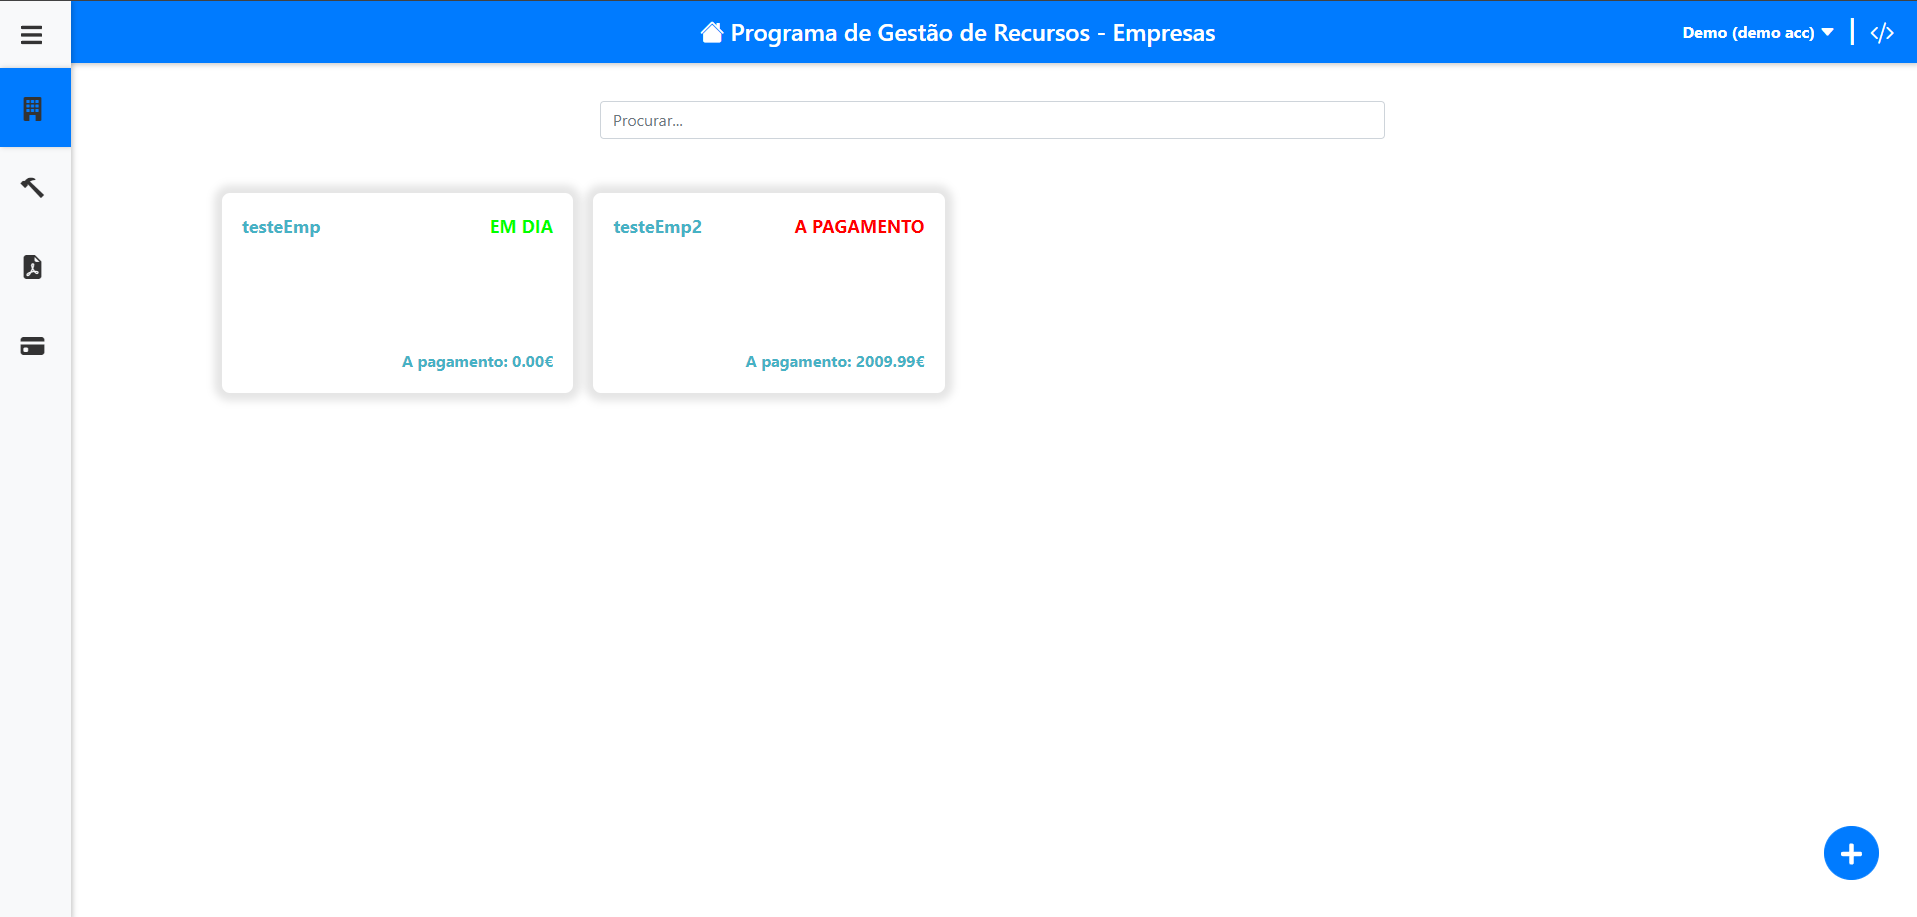 Programa de Gestão de Recursos - Empresas
Demo (demo acc)
Procurar...
testeEmp
EM DIA
A pagamento: 0.00€
testeEmp2
A PAGAMENTO
A pagamento: 2009.99€